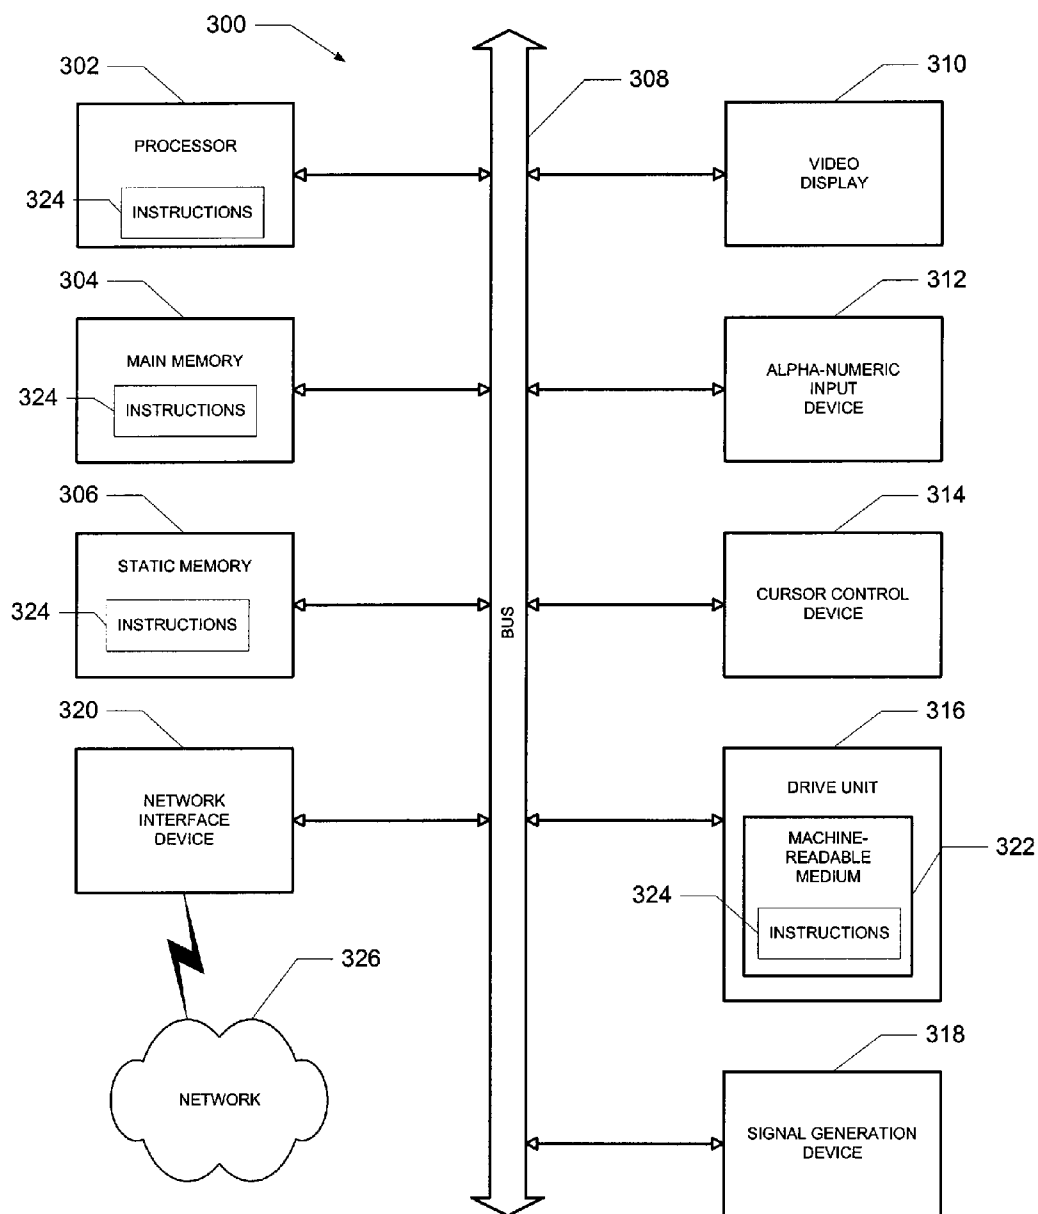 300
302
PROCESSOR
324
INSTRUCTIONS
304
MAIN MEMORY
324
INSTRUCTIONS
306
STATIC MEMORY
324
INSTRUCTIONS
320
NETWORK
INTERFACE
DEVICE
326
NETWORK
308
BUS
310
VIDEO
DISPLAY
312
ALPHA-NUMERIC
INPUT
DEVICE
314
CURSOR CONTROL
DEVICE
316
DRIVE UNIT
MACHINE-
READABLE
MEDIUM
322
324
INSTRUCTIONS
318
SIGNAL GENERATION
DEVICE